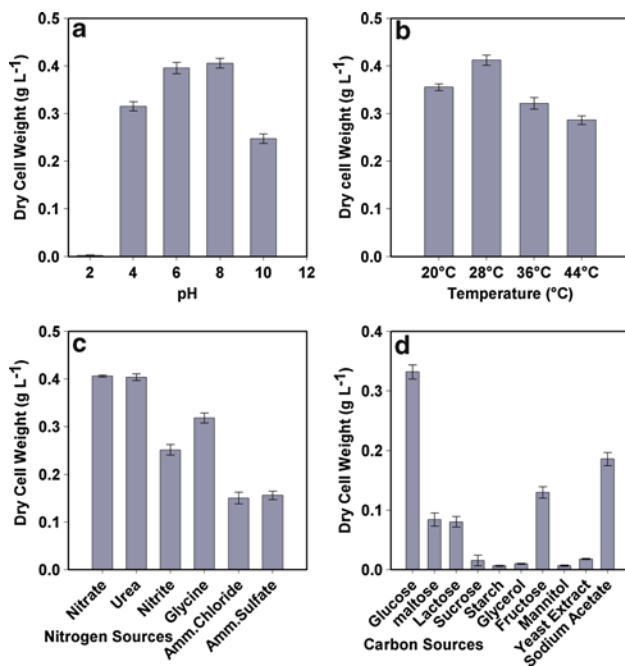 a
Dry Cell Weight (g L-1)
0.5
0.4
0.3
0.2
0.1
0.0
2 4 6 8 10 12
pH
b
Dry cell Weight (g L-1)
0.5
0.4
0.3
0.2
0.1
0.0
20°C 28°C 36°C 44°C
Temperature (°C)
c
Dry Cell Weight (g L-1)
0.5
0.4
0.3
0.2
0.1
0.0
Nitrate
Urea
Nitrite
Glycine
Amm.Chloride
Amm.Sulfate
Nitrogen Sources
d
Dry Cell Weight (g L-1)
0.4
0.3
0.2
0.1
0.0
Glucose
maltose
Lactose
Sucrose
Starch
Glycerol
Fructose
Mannitol
Yeast Extract
Sodium Acetate
Carbon Sources